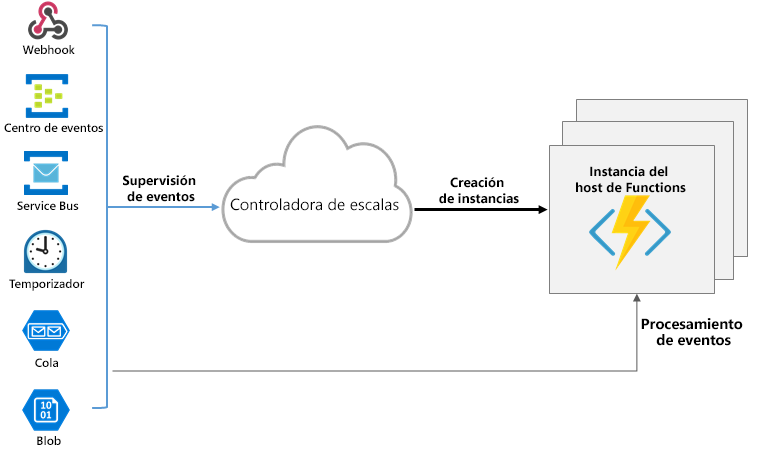 Webhook
Centro de eventos
Service Bus
Temporizador
Cola
10
01
Blob
Supervisión
de eventos
Controladora de escalas
Creación
de instancias
Instancia del
host de Functions
Procesamiento
de eventos